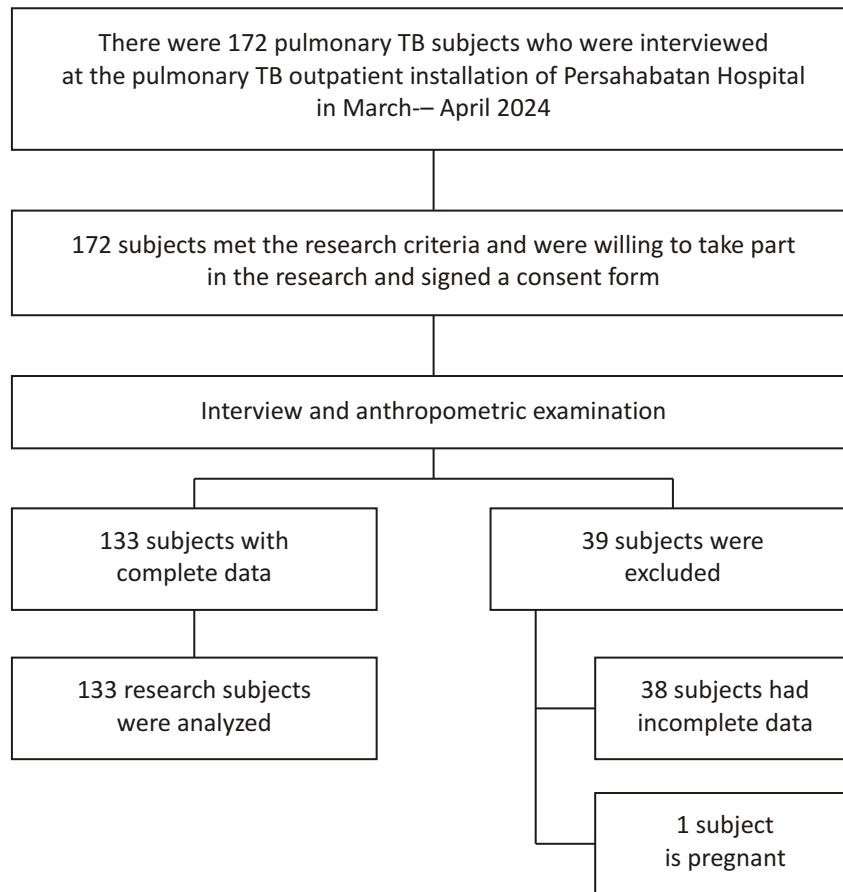 There were 172 pulmonary TB subjects who were interviewed
at the pulmonary TB outpatient installation of Persahabatan Hospital
in March-– April 2024
172 subjects met the research criteria and were willing to take part
in the research and signed a consent form
Interview and anthropometric examination
133 subjects with
complete data
39 subjects were
excluded
133 research subjects
were analyzed
38 subjects had
incomplete data
1 subject
is pregnant